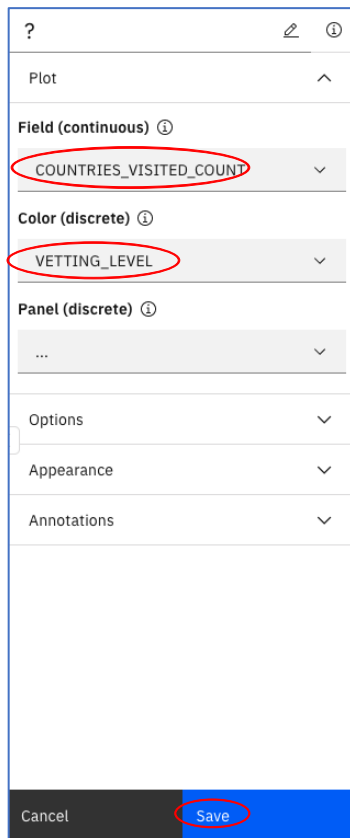 ?
Plot
Field (continuous)
COUNTRIES_VISITED_COUNT
Color (discrete)
VETTING_LEVEL
Panel (discrete)
...
Options
Appearance
Annotations
Cancel Save